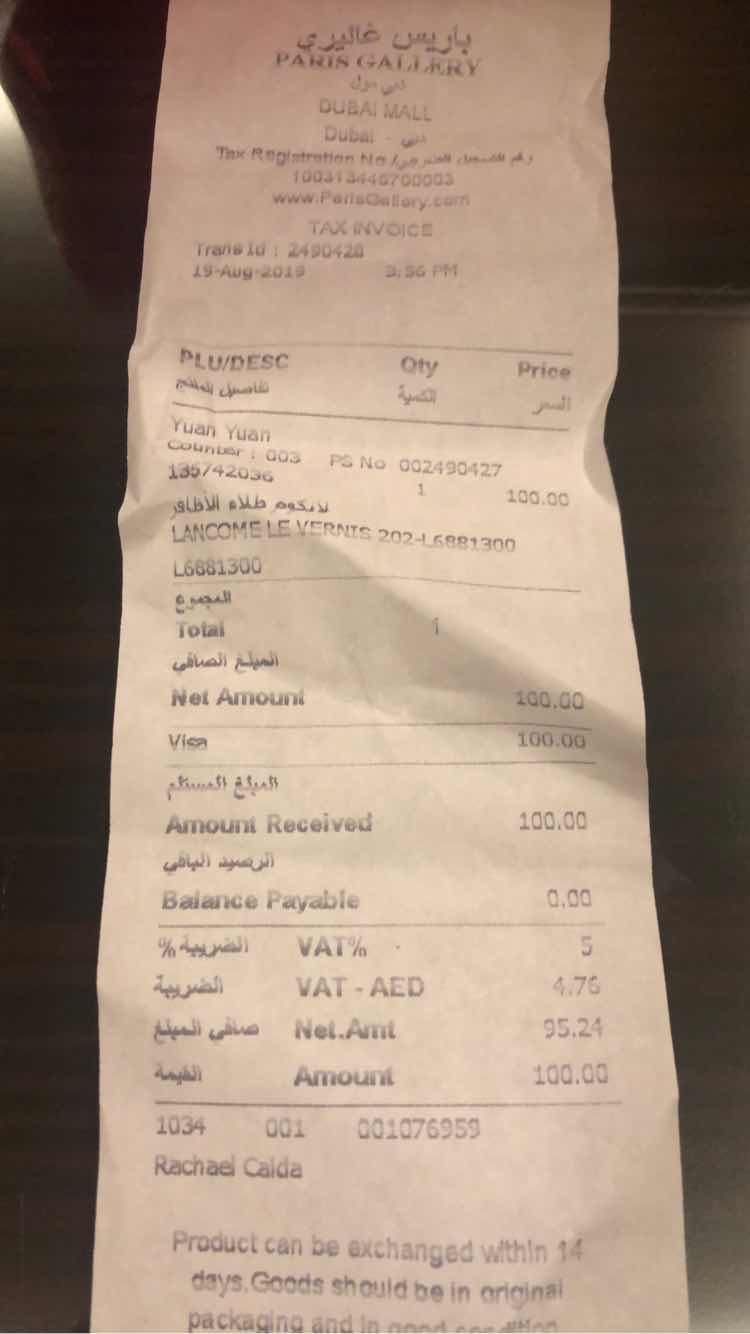 باريس غاليري
PARIS GALLERY
دبي مول
DUBAI MALL
Dubai - دبي
Tax Registration No / رقم التسجيل الضريبي
100313446700003
www.ParisGallery.com
TAX INVOICE
Trans Id : 2490428
19-Aug-2019 3:56 PM
PLU/DESC Qty Price
تفاصيل المنتج الكمية السعر
Yuan Yuan
Counter : 003 PS No 002490427
135742036 1 100.00
لانكوم طلاء الأظافر
LANCOME LE VERNIS 202-L6881300
L6881300
المجموع
Total 1
المبلغ الصافي
Net Amount 100.00
Visa 100.00
المبلغ المستلم
Amount Received 100.00
الرصيد الباقي
Balance Payable 0.00
الضريبة % VAT% 5
الضريبة VAT - AED 4.76
صافي المبلغ Net.Amt 95.24
القيمة Amount 100.00
1034 001 001076959
Rachael Caida
Product can be exchanged within 14
days.Goods should be in original
packaging and in good condition